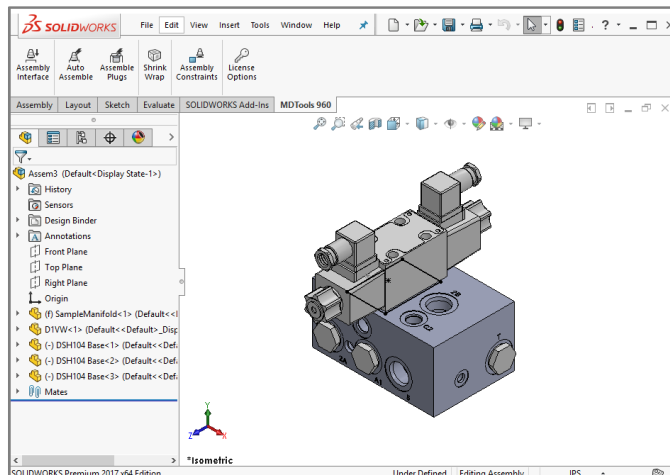 SOLIDWORKS File Edit View Insert Tools Window Help
Assembly Interface
Auto Assemble
Assemble Plugs
Shrink Wrap
Assembly Constraints
License Options
Assembly Layout Sketch Evaluate SOLIDWORKS Add-Ins MDTools 960
Assem3 (Default<Display State-1>)
History
Sensors
Design Binder
Annotations
Front Plane
Top Plane
Right Plane
Origin
(f) SampleManifold<1> (Default<<
D1VW<1> (Default<<Default>_Disp
(-) DSH104 Base<1> (Default<<Def
(-) DSH104 Base<2> (Default<<Def
(-) DSH104 Base<3> (Default<<Def
Mates
2B
C2
T
2A
A1
B
Y
Z
X
*Isometric
SOLIDWORKS Premium 2017 x64 Edition Under Defined Editing Assembly IPS